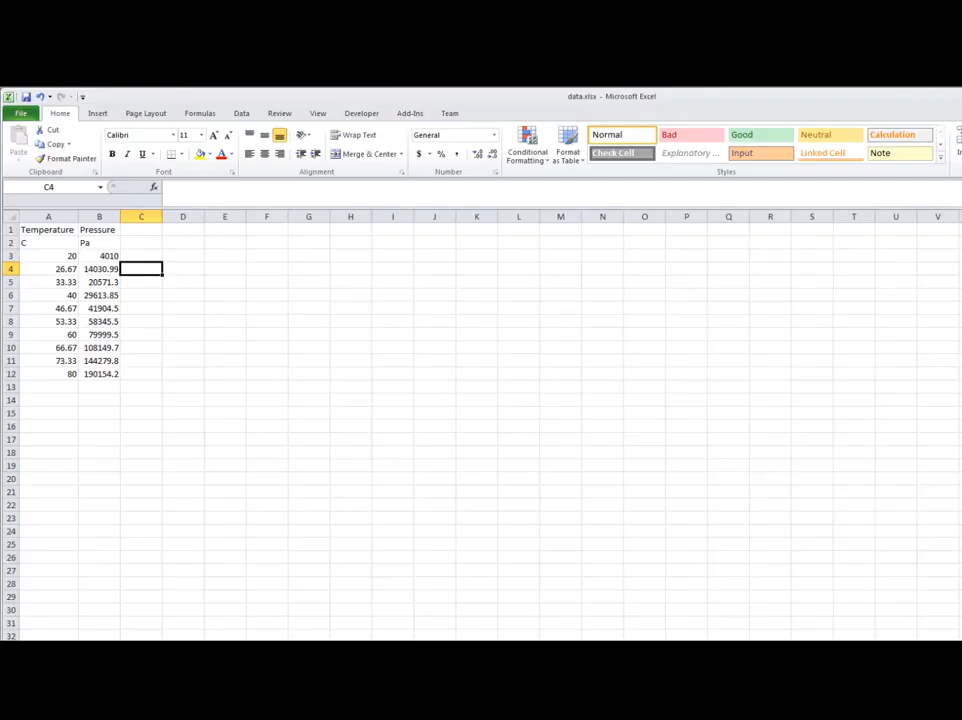 data.xlsx - Microsoft Excel
File Home Insert Page Layout Formulas Data Review View Developer Add-Ins Team
Paste
Cut
Copy
Format Painter
Clipboard
Calibri 11
B I U
Font
Wrap Text
Merge & Center
Alignment
General
$ % ,
Number
Conditional Formatting
Format as Table
Normal Bad Good Neutral Calculation
Check Cell Explanatory ... Input Linked Cell Note
Styles
C4 fx
A B C D E F G H I J K L M N O P Q R S T U V
1 Temperature Pressure
2 C Pa
3 20 4010
4 26.67 14030.99
5 33.33 20571.3
6 40 29613.85
7 46.67 41904.5
8 53.33 58345.5
9 60 79999.5
10 66.67 108149.7
11 73.33 144279.8
12 80 190154.2
13
14
15
16
17
18
19
20
21
22
23
24
25
26
27
28
29
30
31
32